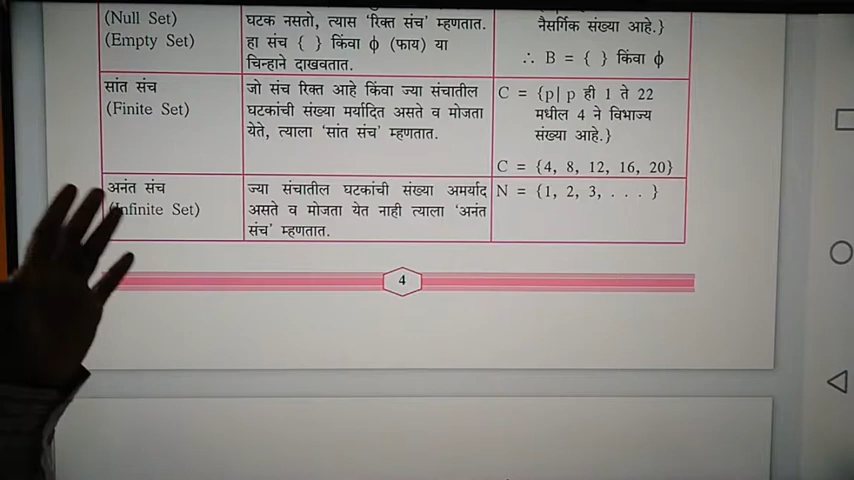 (Null Set)
(Empty Set)
घटक नसतो, त्यास ‘रिक्त संच’ म्हणतात.
हा संच { } किंवा ϕ (फाय) या
चिन्हाने दाखवतात.
नैसर्गिक संख्या आहे.}
∴ B = { } किंवा ϕ
सांत संच
(Finite Set)
जो संच रिक्त आहे किंवा ज्या संचातील
घटकांची संख्या मर्यादित असते व मोजता
येते, त्याला ‘सांत संच’ म्हणतात.
C = {p| p ही 1 ते 22
मधील 4 ने विभाज्य
संख्या आहे.}
C = {4, 8, 12, 16, 20}
अनंत संच
(Infinite Set)
ज्या संचातील घटकांची संख्या अमर्याद
असते व मोजता येत नाही त्याला ‘अनंत
संच’ म्हणतात.
N = {1, 2, 3, . . . }
4